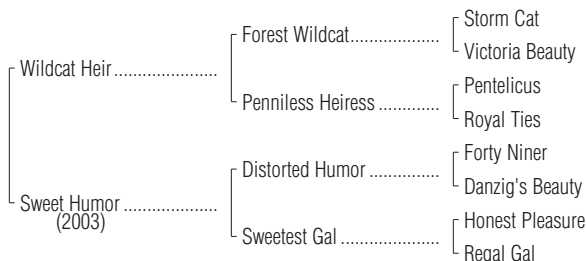 Storm Cat
Forest Wildcat....................
Victoria Beauty
Wildcat Heir.......................
Pentelicus
Penniless Heiress..............
Royal Ties
Forty Niner
Distorted Humor................
Danzig's Beauty
Sweet Humor.....................
(2003)
Honest Pleasure
Sweetest Gal......................
Regal Gal